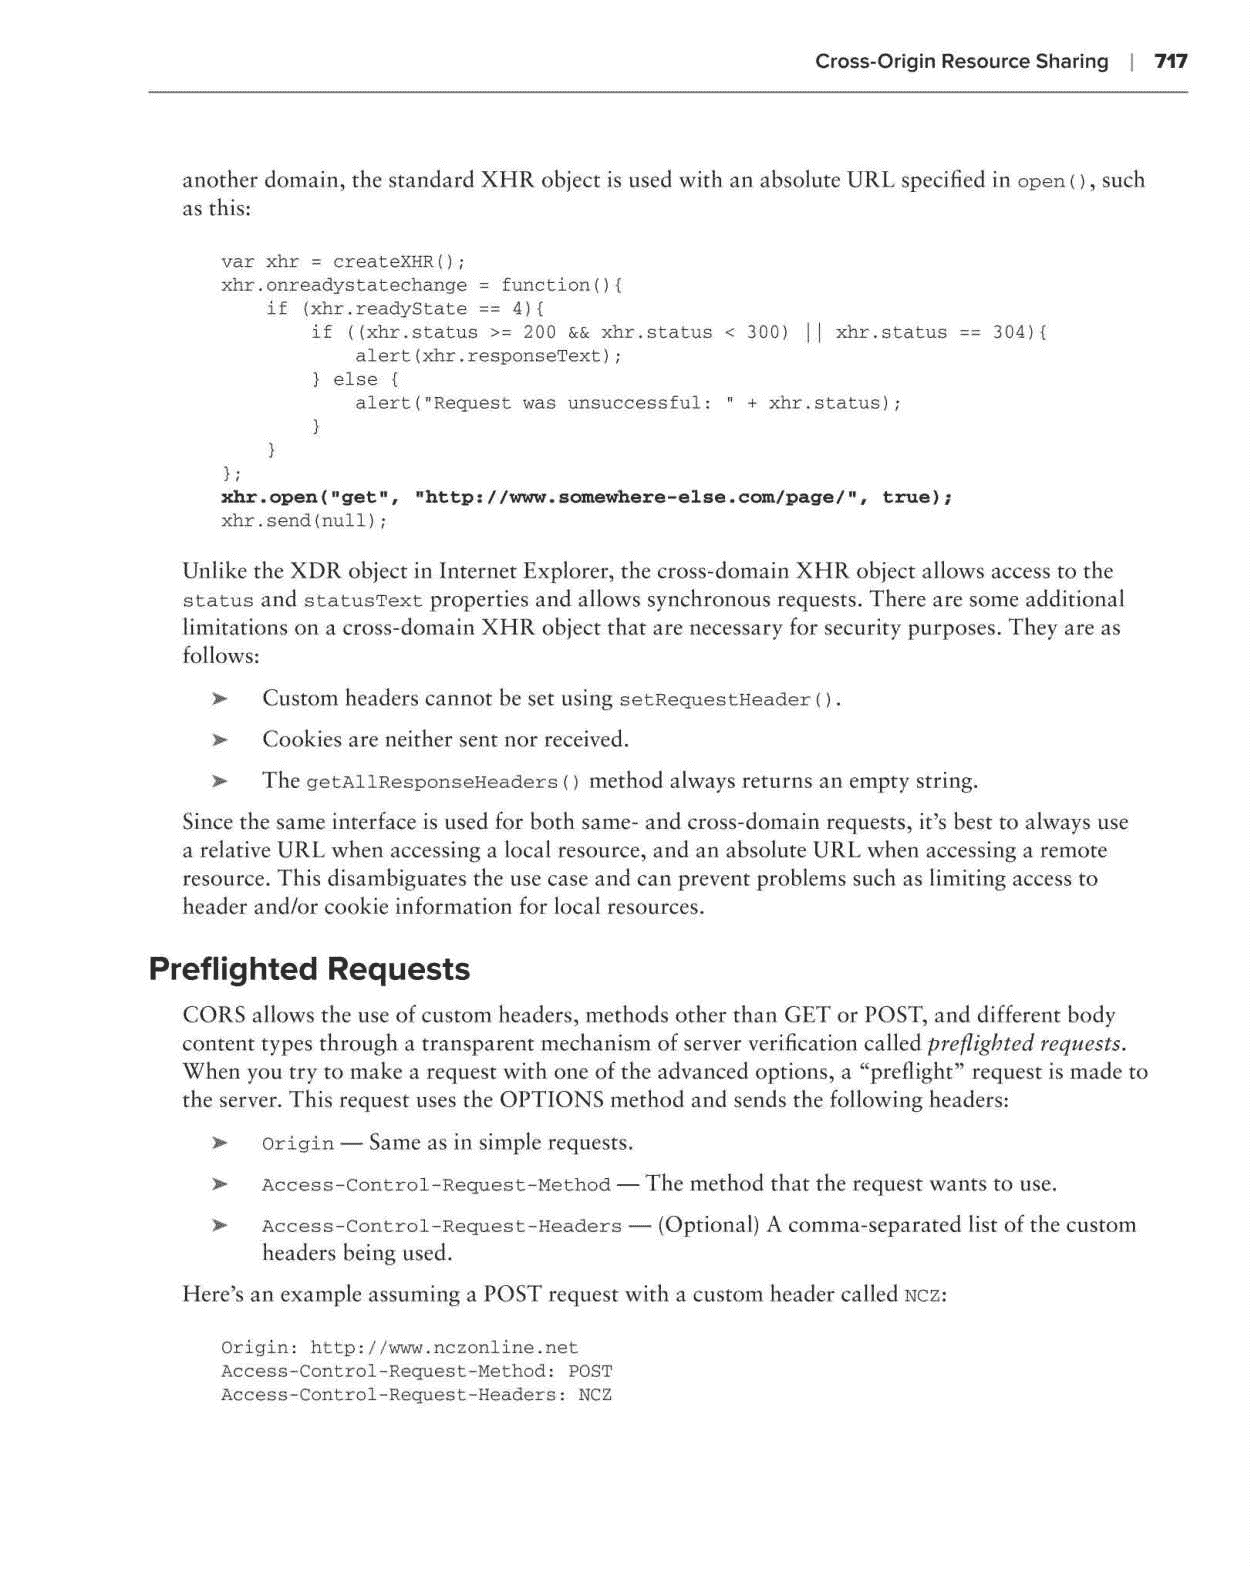 Cross-Origin Resource Sharing | 717
another domain, the standard XHR object is used with an absolute URL specified in open(), such
as this:
var xhr = createXHR();
xhr.onreadystatechange = function(){
    if (xhr.readyState == 4){
        if ((xhr.status >= 200 && xhr.status < 300) || xhr.status == 304){
            alert(xhr.responseText);
        } else {
            alert("Request was unsuccessful: " + xhr.status);
        }
    }
};
xhr.open("get", "http://www.somewhere-else.com/page/", true);
xhr.send(null);
Unlike the XDR object in Internet Explorer, the cross-domain XHR object allows access to the
status and statusText properties and allows synchronous requests. There are some additional
limitations on a cross-domain XHR object that are necessary for security purposes. They are as
follows:
➤ Custom headers cannot be set using setRequestHeader().
➤ Cookies are neither sent nor received.
➤ The getAllResponseHeaders() method always returns an empty string.
Since the same interface is used for both same- and cross-domain requests, it's best to always use
a relative URL when accessing a local resource, and an absolute URL when accessing a remote
resource. This disambiguates the use case and can prevent problems such as limiting access to
header and/or cookie information for local resources.
Preflighted Requests
CORS allows the use of custom headers, methods other than GET or POST, and different body
content types through a transparent mechanism of server verification called preflighted requests.
When you try to make a request with one of the advanced options, a “preflight” request is made to
the server. This request uses the OPTIONS method and sends the following headers:
➤ Origin — Same as in simple requests.
➤ Access-Control-Request-Method — The method that the request wants to use.
➤ Access-Control-Request-Headers — (Optional) A comma-separated list of the custom
headers being used.
Here's an example assuming a POST request with a custom header called NCZ:
Origin: http://www.nczonline.net
Access-Control-Request-Method: POST
Access-Control-Request-Headers: NCZ